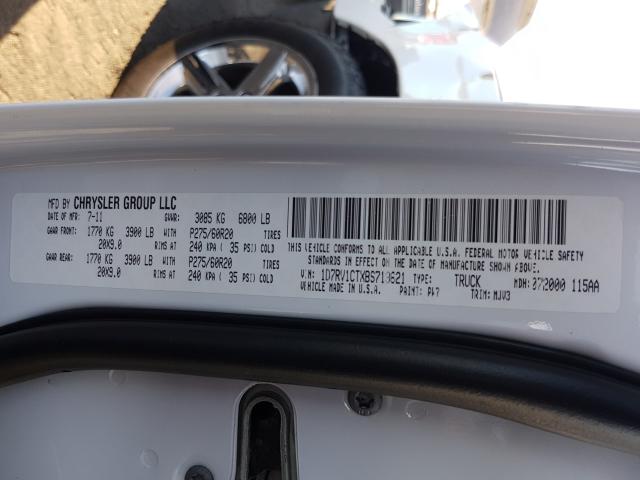 MFD BY CHRYSLER GROUP LLC
DATE OF MFR: 7-11 GVWR: 3085 KG 6800 LB
GAWR FRONT: 1770 KG 3900 LB WITH P275/60R20 TIRES
20X9.0 RIMS AT 240 KPA ( 35 PSI) COLD
GAWR REAR: 1770 KG 3900 LB WITH P275/60R20 TIRES
20X9.0 RIMS AT 240 KPA ( 35 PSI) COLD
THIS VEHICLE CONFORMS TO ALL APPLICABLE U.S.A. FEDERAL MOTOR VEHICLE SAFETY
STANDARDS IN EFFECT ON THE DATE OF MANUFACTURE SHOWN ABOVE.
VIN: TYPE: TRUCK MDH: 115AA
VEHICLE MADE IN U.S.A. PAINT: PW7 TRIM: MJV3